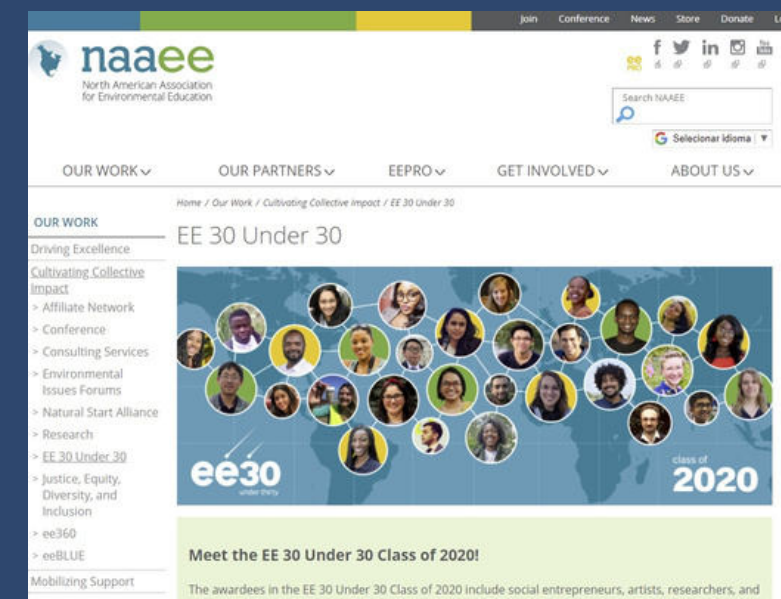 Join Conference News Store Donate
naaee
North American Association
for Environmental Education
ee
PRO
Search NAAEE
Selecionar Idioma
OUR WORK OUR PARTNERS EEPRO GET INVOLVED ABOUT US
Home / Our Work / Cultivating Collective Impact / EE 30 Under 30
OUR WORK
Driving Excellence
Cultivating Collective
Impact
> Affiliate Network
> Conference
> Consulting Services
> Environmental
Issues Forums
> Natural Start Alliance
> Research
> EE 30 Under 30
> Justice, Equity,
Diversity, and
Inclusion
> ee360
> eeBLUE
Mobilizing Support
EE 30 Under 30
ee30
under thirty
class of
2020
Meet the EE 30 Under 30 Class of 2020!
The awardees in the EE 30 Under 30 Class of 2020 include social entrepreneurs, artists, researchers, and